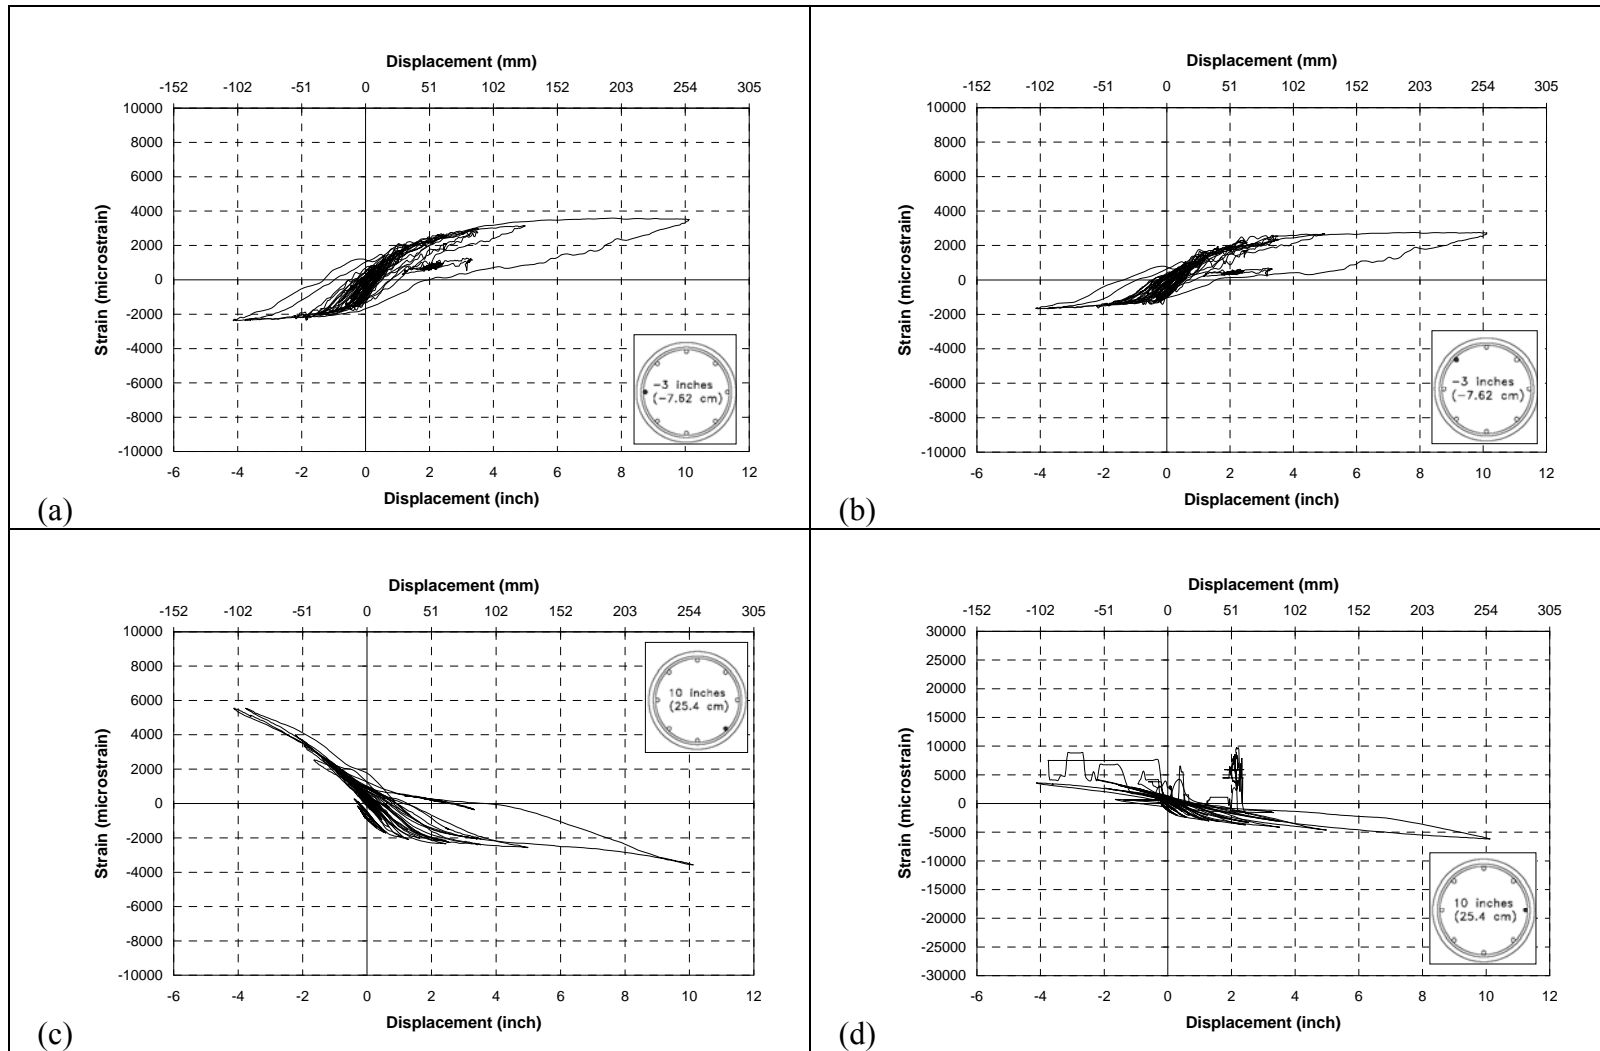 Displacement (mm)
-152 -102 -51 0 51 102 152 203 254 305
10000
8000
6000
4000
2000
0
-2000
-4000
-6000
-8000
-10000
Strain (microstrain)
-3 inches
(-7.62 cm)
-6 -4 -2 0 2 4 6 8 10 12
Displacement (inch)
(a)
Displacement (mm)
-152 -102 -51 0 51 102 152 203 254 305
10000
8000
6000
4000
2000
0
-2000
-4000
-6000
-8000
-10000
Strain (microstrain)
-3 inches
(-7.62 cm)
-6 -4 -2 0 2 4 6 8 10 12
Displacement (inch)
(b)
Displacement (mm)
-152 -102 -51 0 51 102 152 203 254 305
10000
8000
6000
4000
2000
0
-2000
-4000
-6000
-8000
-10000
Strain (microstrain)
10 inches
(25.4 cm)
-6 -4 -2 0 2 4 6 8 10 12
Displacement (inch)
(c)
Displacement (mm)
-152 -102 -51 0 51 102 152 203 254 305
30000
25000
20000
15000
10000
5000
0
-5000
-10000
-15000
-20000
-25000
-30000
Strain (microstrain)
10 inches
(25.4 cm)
-6 -4 -2 0 2 4 6 8 10 12
Displacement (inch)
(d)